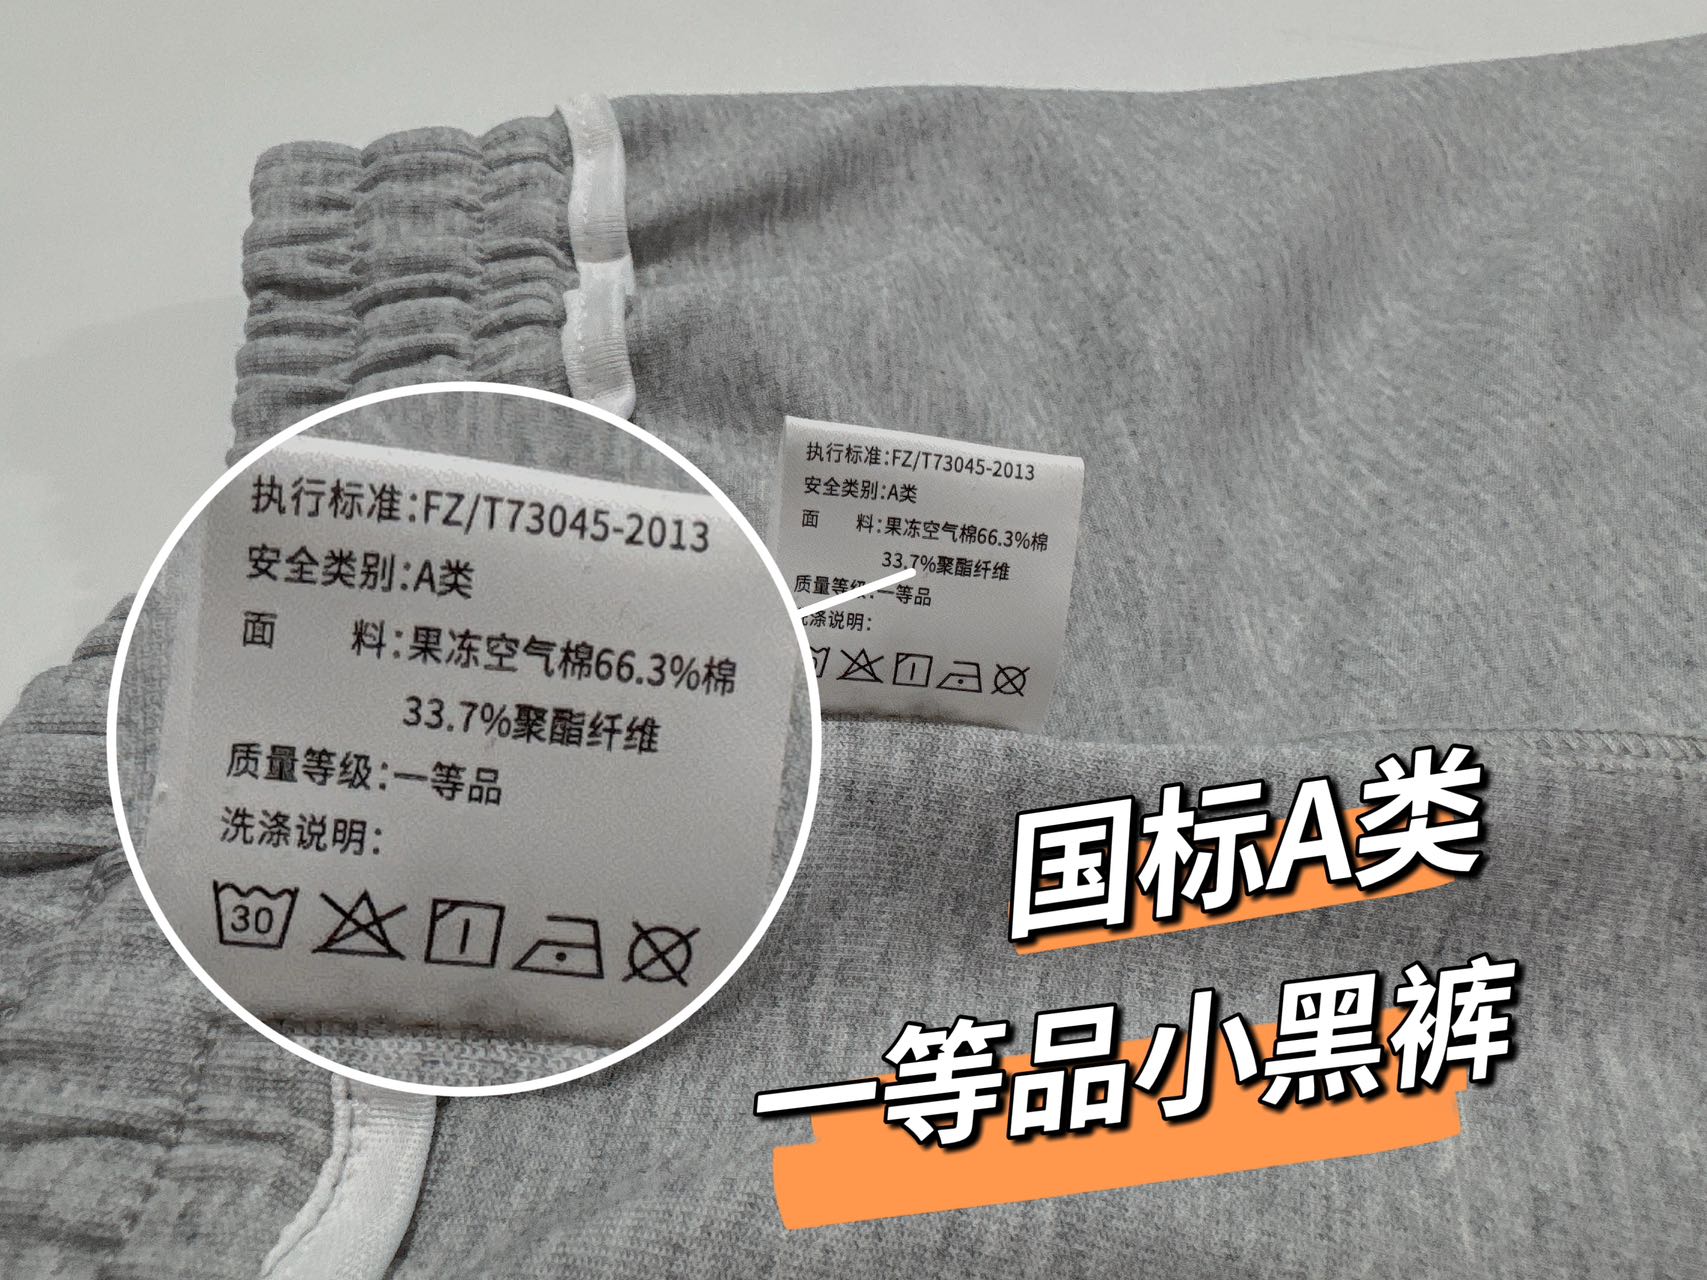 执行标准:FZ/T73045-2013
安全类别:A类
面 料:果冻空气棉66.3%棉
33.7%聚酯纤维
质量等级:一等品
洗涤说明:
30
执行标准:FZ/T73045-2013
安全类别:A类
面 料:果冻空气棉66.3%棉
33.7%聚酯纤维
质量等级:一等品
洗涤说明:
国标A类
一等品小黑裤